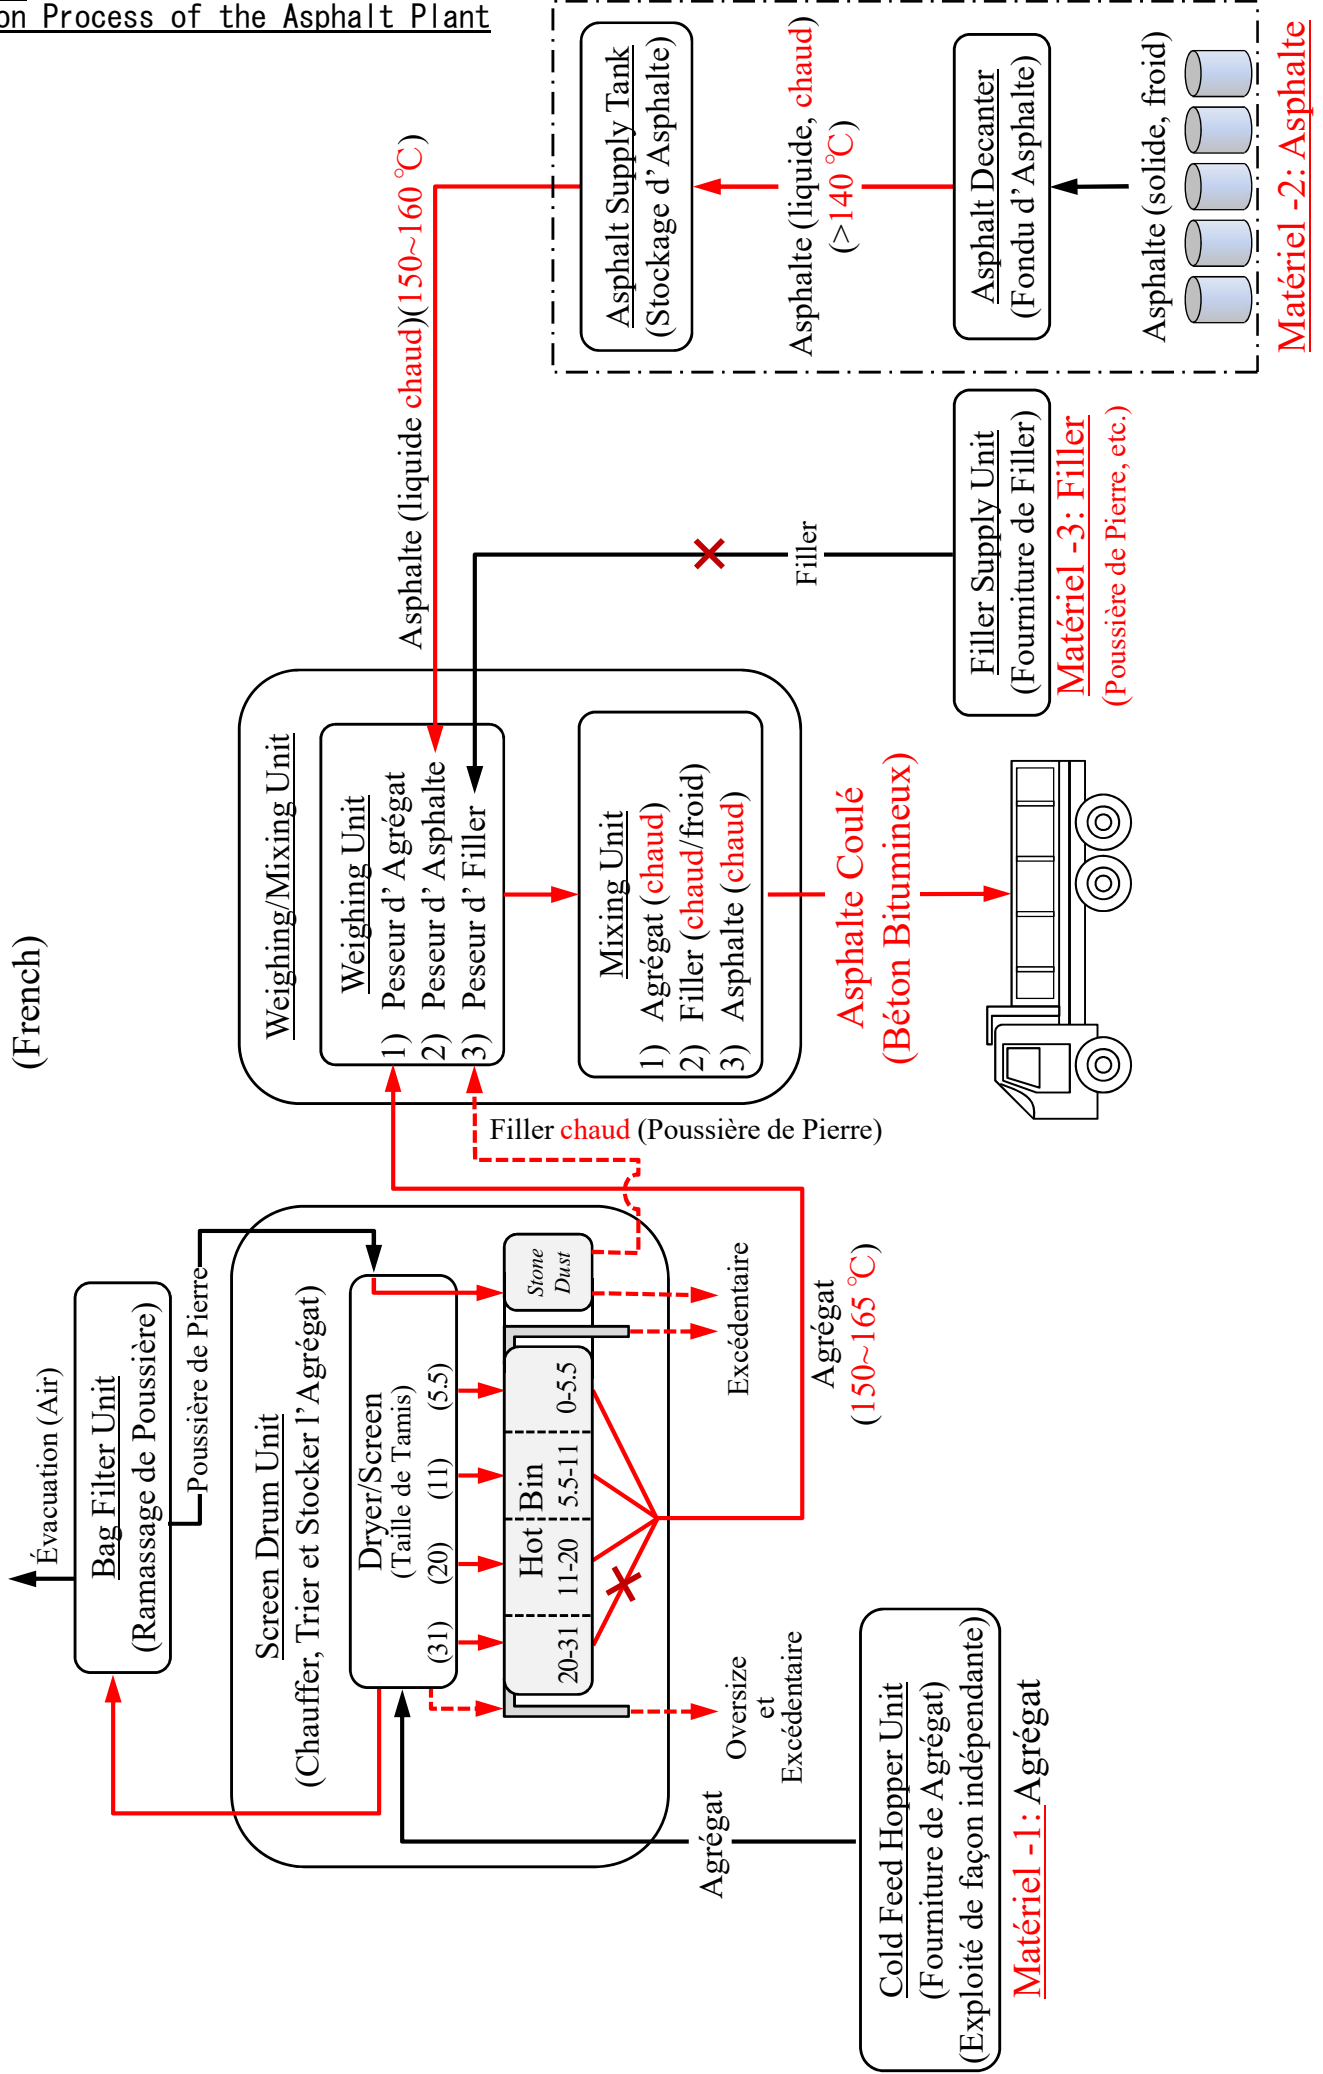 on Process of the Asphalt Plant
(French)
Évacuation (Air)
Bag Filter Unit
(Ramassage de Poussière)
Poussière de Pierre
Screen Drum Unit
(Chauffer, Trier et Stocker l'Agrégat)
Dryer/Screen
(Taille de Tamis)
(31) (20) (11) (5.5)
Hot Bin
20-31 11-20 5.5-11 0-5.5
Stone
Dust
Oversize
et
Excédentaire
Excédentaire
Agrégat
(150~165 ℃)
Agrégat
Cold Feed Hopper Unit
(Fourniture de Agrégat)
(Exploité de façon indépendante)
Matériel -1: Agrégat
Filler chaud (Poussière de Pierre)
Weighing/Mixing Unit
Weighing Unit
1) Peseur d' Agrégat
2) Peseur d' Asphalte
3) Peseur d' Filler
Mixing Unit
1) Agrégat (chaud)
2) Filler (chaud/froid)
3) Asphalte (chaud)
Asphalte Coulé
(Béton Bitumineux)
Asphalte (liquide chaud)(150~160 ℃)
Filler
Filler Supply Unit
(Fourniture de Filler)
Matériel -3: Filler
(Poussière de Pierre, etc.)
Asphalt Supply Tank
(Stockage d' Asphalte)
Asphalte (liquide, chaud)
(>140 ℃)
Asphalt Decanter
(Fondu d' Asphalte)
Asphalte (solide, froid)
Matériel -2: Asphalte